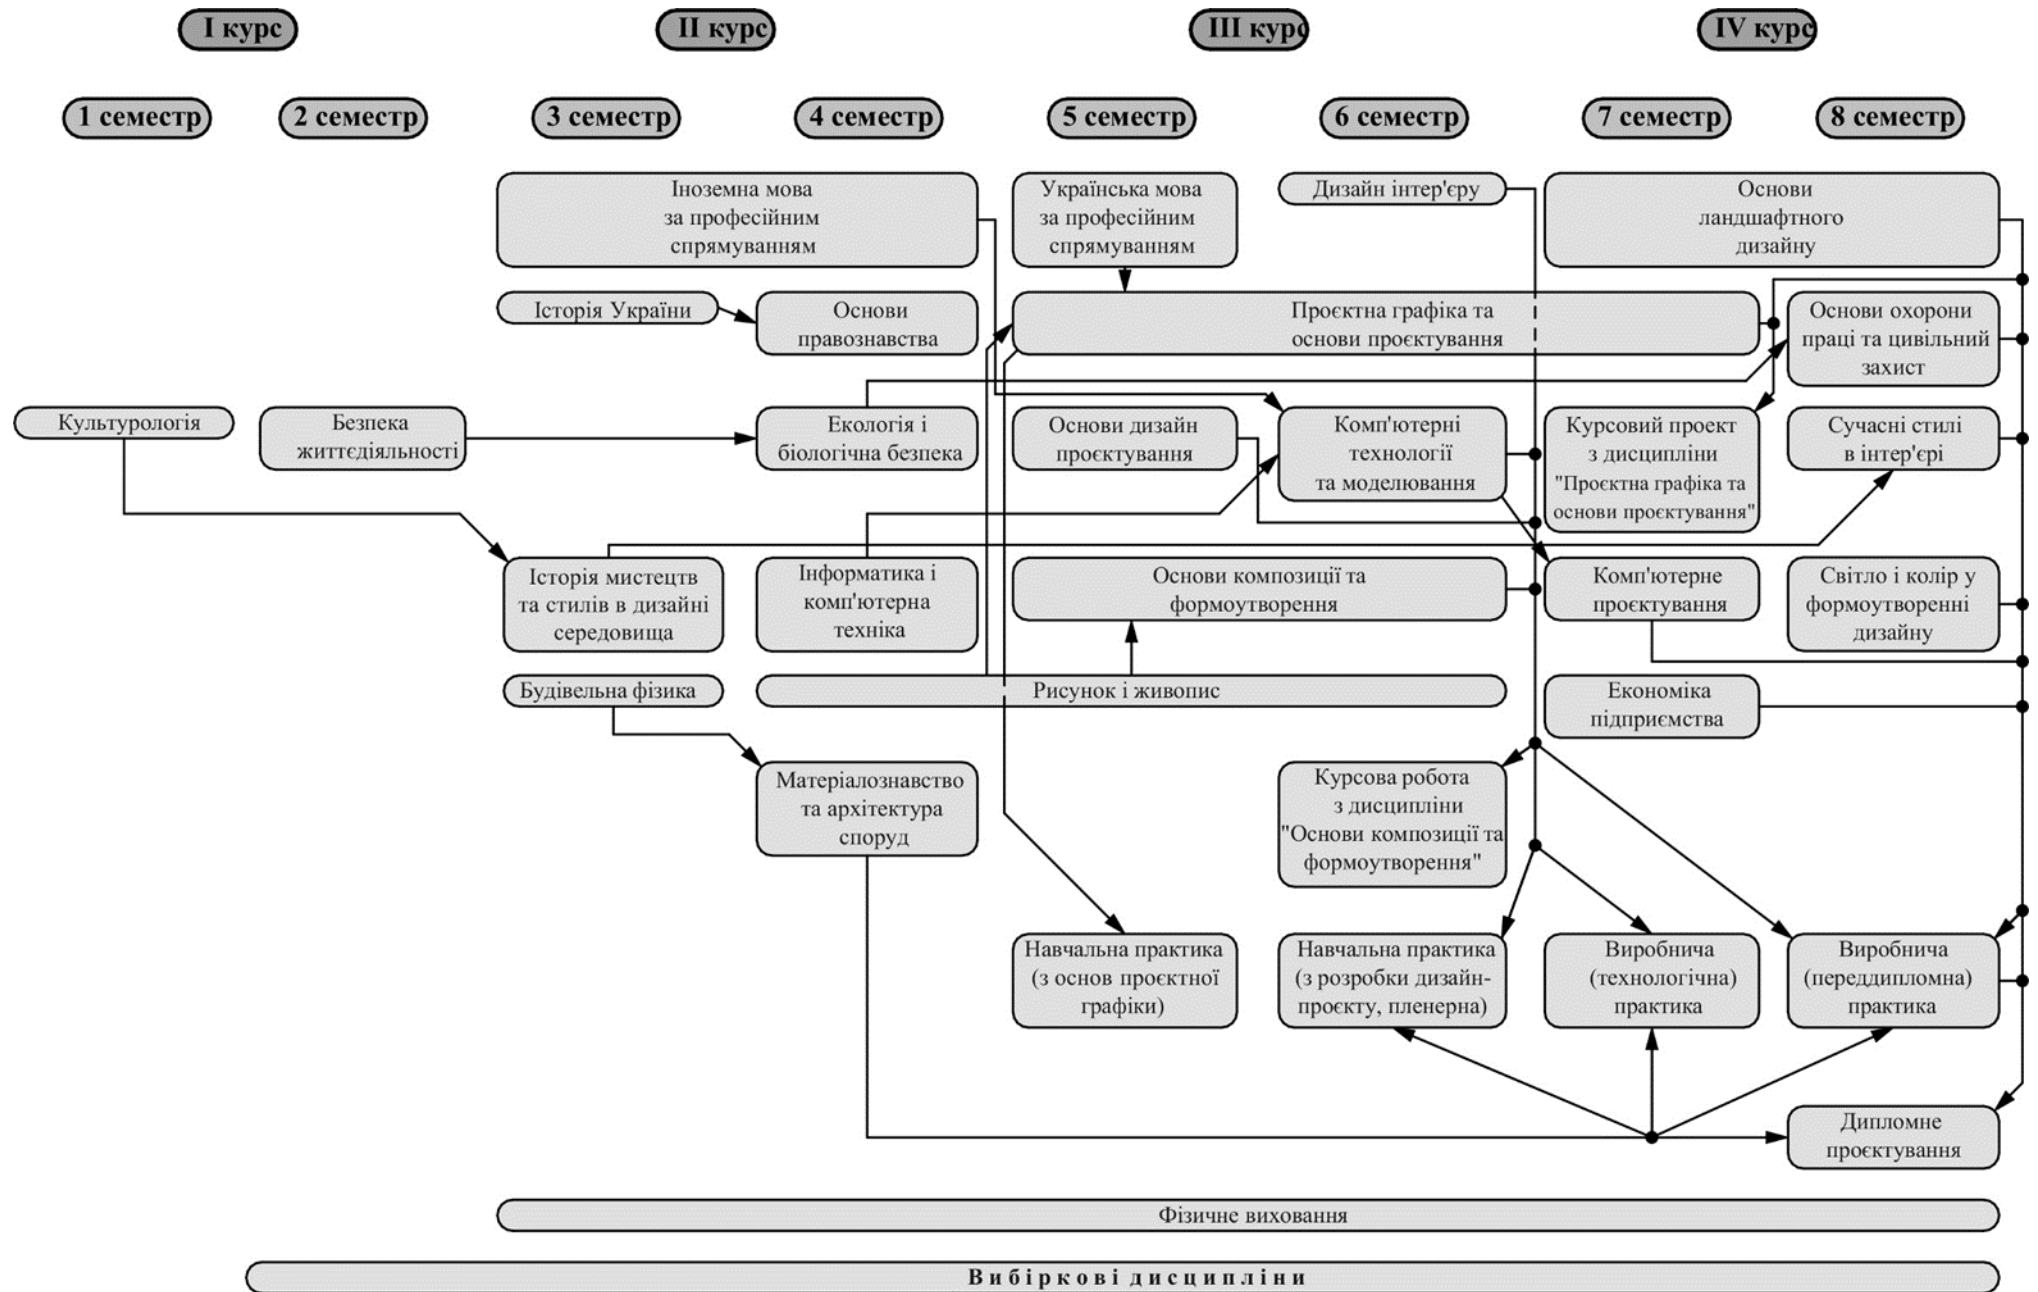 І курс
ІІ курс
ІІІ курс
IV курс
1 семестр
2 семестр
3 семестр
4 семестр
5 семестр
6 семестр
7 семестр
8 семестр
Іноземна мова
за професійним
спрямуванням
Українська мова
за професійним
спрямуванням
Дизайн інтер'єру
Основи
ландшафтного
дизайну
Історія України
Основи
правознавства
Проєктна графіка та
основи проєктування
Основи охорони
праці та цивільний
захист
Культурологія
Безпека
життєдіяльності
Екологія і
біологічна безпека
Основи дизайн
проєктування
Комп'ютерні
технології
та моделювання
Курсовий проект
з дисципліни
"Проєктна графіка та
основи проєктування"
Сучасні стилі
в інтер'єрі
Історія мистецтв
та стилів в дизайні
середовища
Інформатика і
комп'ютерна
техніка
Основи композиції та
формоутворення
Комп'ютерне
проєктування
Світло і колір у
формоутворенні
дизайну
Будівельна фізика
Рисунок і живопис
Економіка
підприємства
Матеріалознавство
та архітектура
споруд
Курсова робота
з дисципліни
"Основи композиції та
формоутворення"
Навчальна практика
(з основ проєктної
графіки)
Навчальна практика
(з розробки дизайн-
проєкту, пленерна)
Виробнича
(технологічна)
практика
Виробнича
(переддипломна)
практика
Дипломне
проєктування
Фізичне виховання
Вибіркові дисципліни